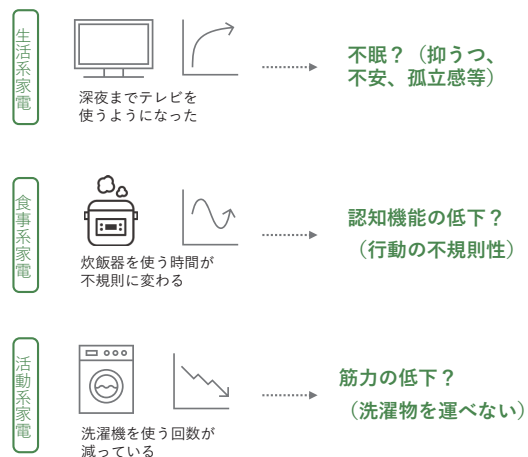 生活系家電
不眠？（抑うつ、
不安、孤立感等）
深夜までテレビを
使うようになった
食事系家電
認知機能の低下？
（行動の不規則性）
炊飯器を使う時間が
不規則に変わる
活動系家電
筋力の低下？
（洗濯物を運べない）
洗濯機を使う回数が
減っている